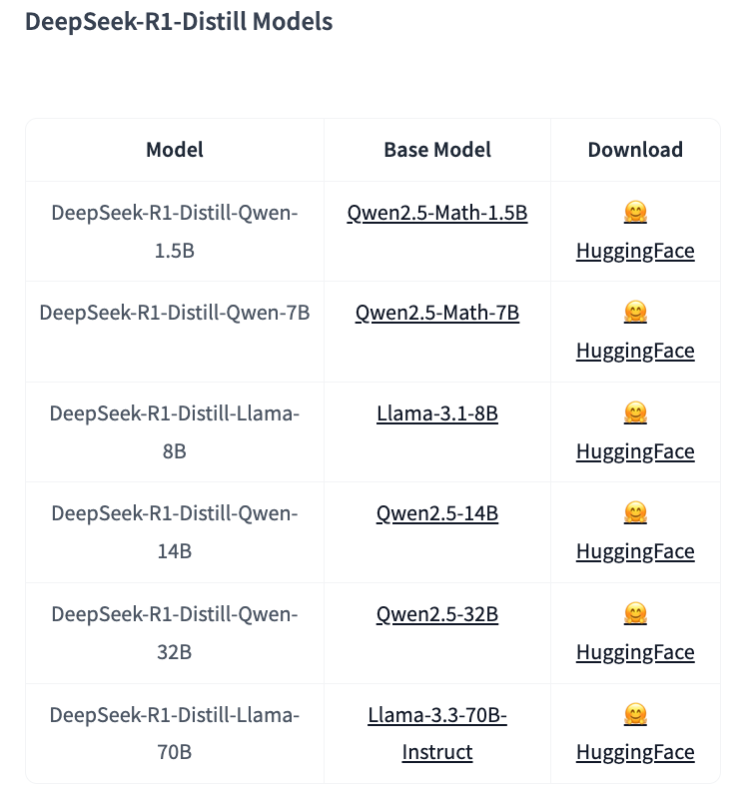 DeepSeek-R1-Distill Models
Model Base Model Download
DeepSeek-R1-Distill-Qwen- Qwen2.5-Math-1.5B 🤗
1.5B HuggingFace
DeepSeek-R1-Distill-Qwen-7B Qwen2.5-Math-7B 🤗
HuggingFace
DeepSeek-R1-Distill-Llama- Llama-3.1-8B 🤗
8B HuggingFace
DeepSeek-R1-Distill-Qwen- Qwen2.5-14B 🤗
14B HuggingFace
DeepSeek-R1-Distill-Qwen- Qwen2.5-32B 🤗
32B HuggingFace
DeepSeek-R1-Distill-Llama- Llama-3.3-70B- 🤗
70B Instruct HuggingFace